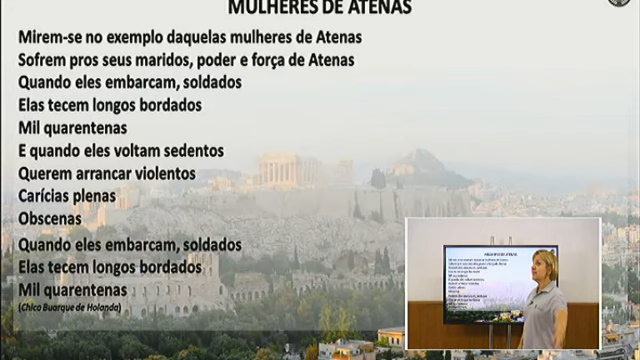 MULHERES DE ATENAS
Mirem-se no exemplo daquelas mulheres de Atenas
Sofrem pros seus maridos, poder e força de Atenas
Quando eles embarcam, soldados
Elas tecem longos bordados
Mil quarentenas
E quando eles voltam sedentos
Querem arrancar violentos
Carícias plenas
Obscenas
Quando eles embarcam, soldados
Elas tecem longos bordados
Mil quarentenas
(Chico Buarque de Holanda)